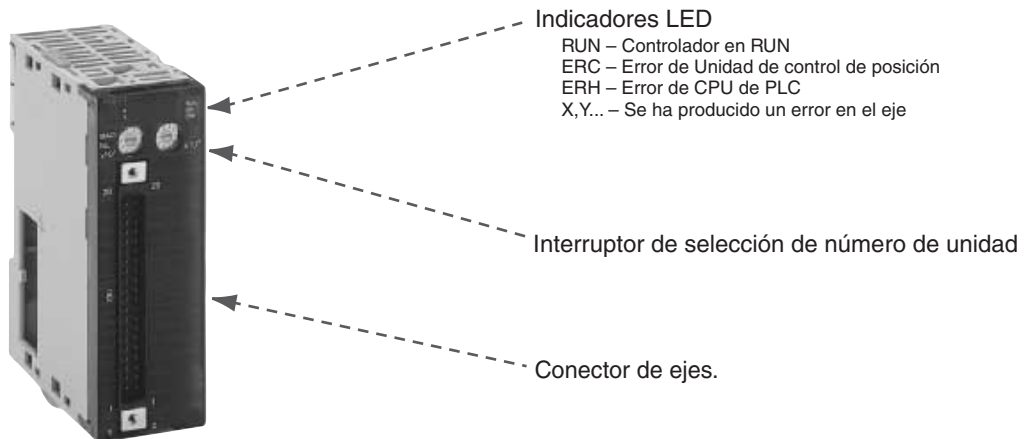 Indicadores LED
RUN – Controlador en RUN
ERC – Error de Unidad de control de posición
ERH – Error de CPU de PLC
X,Y... – Se ha producido un error en el eje
Interruptor de selección de número de unidad
Conector de ejes.